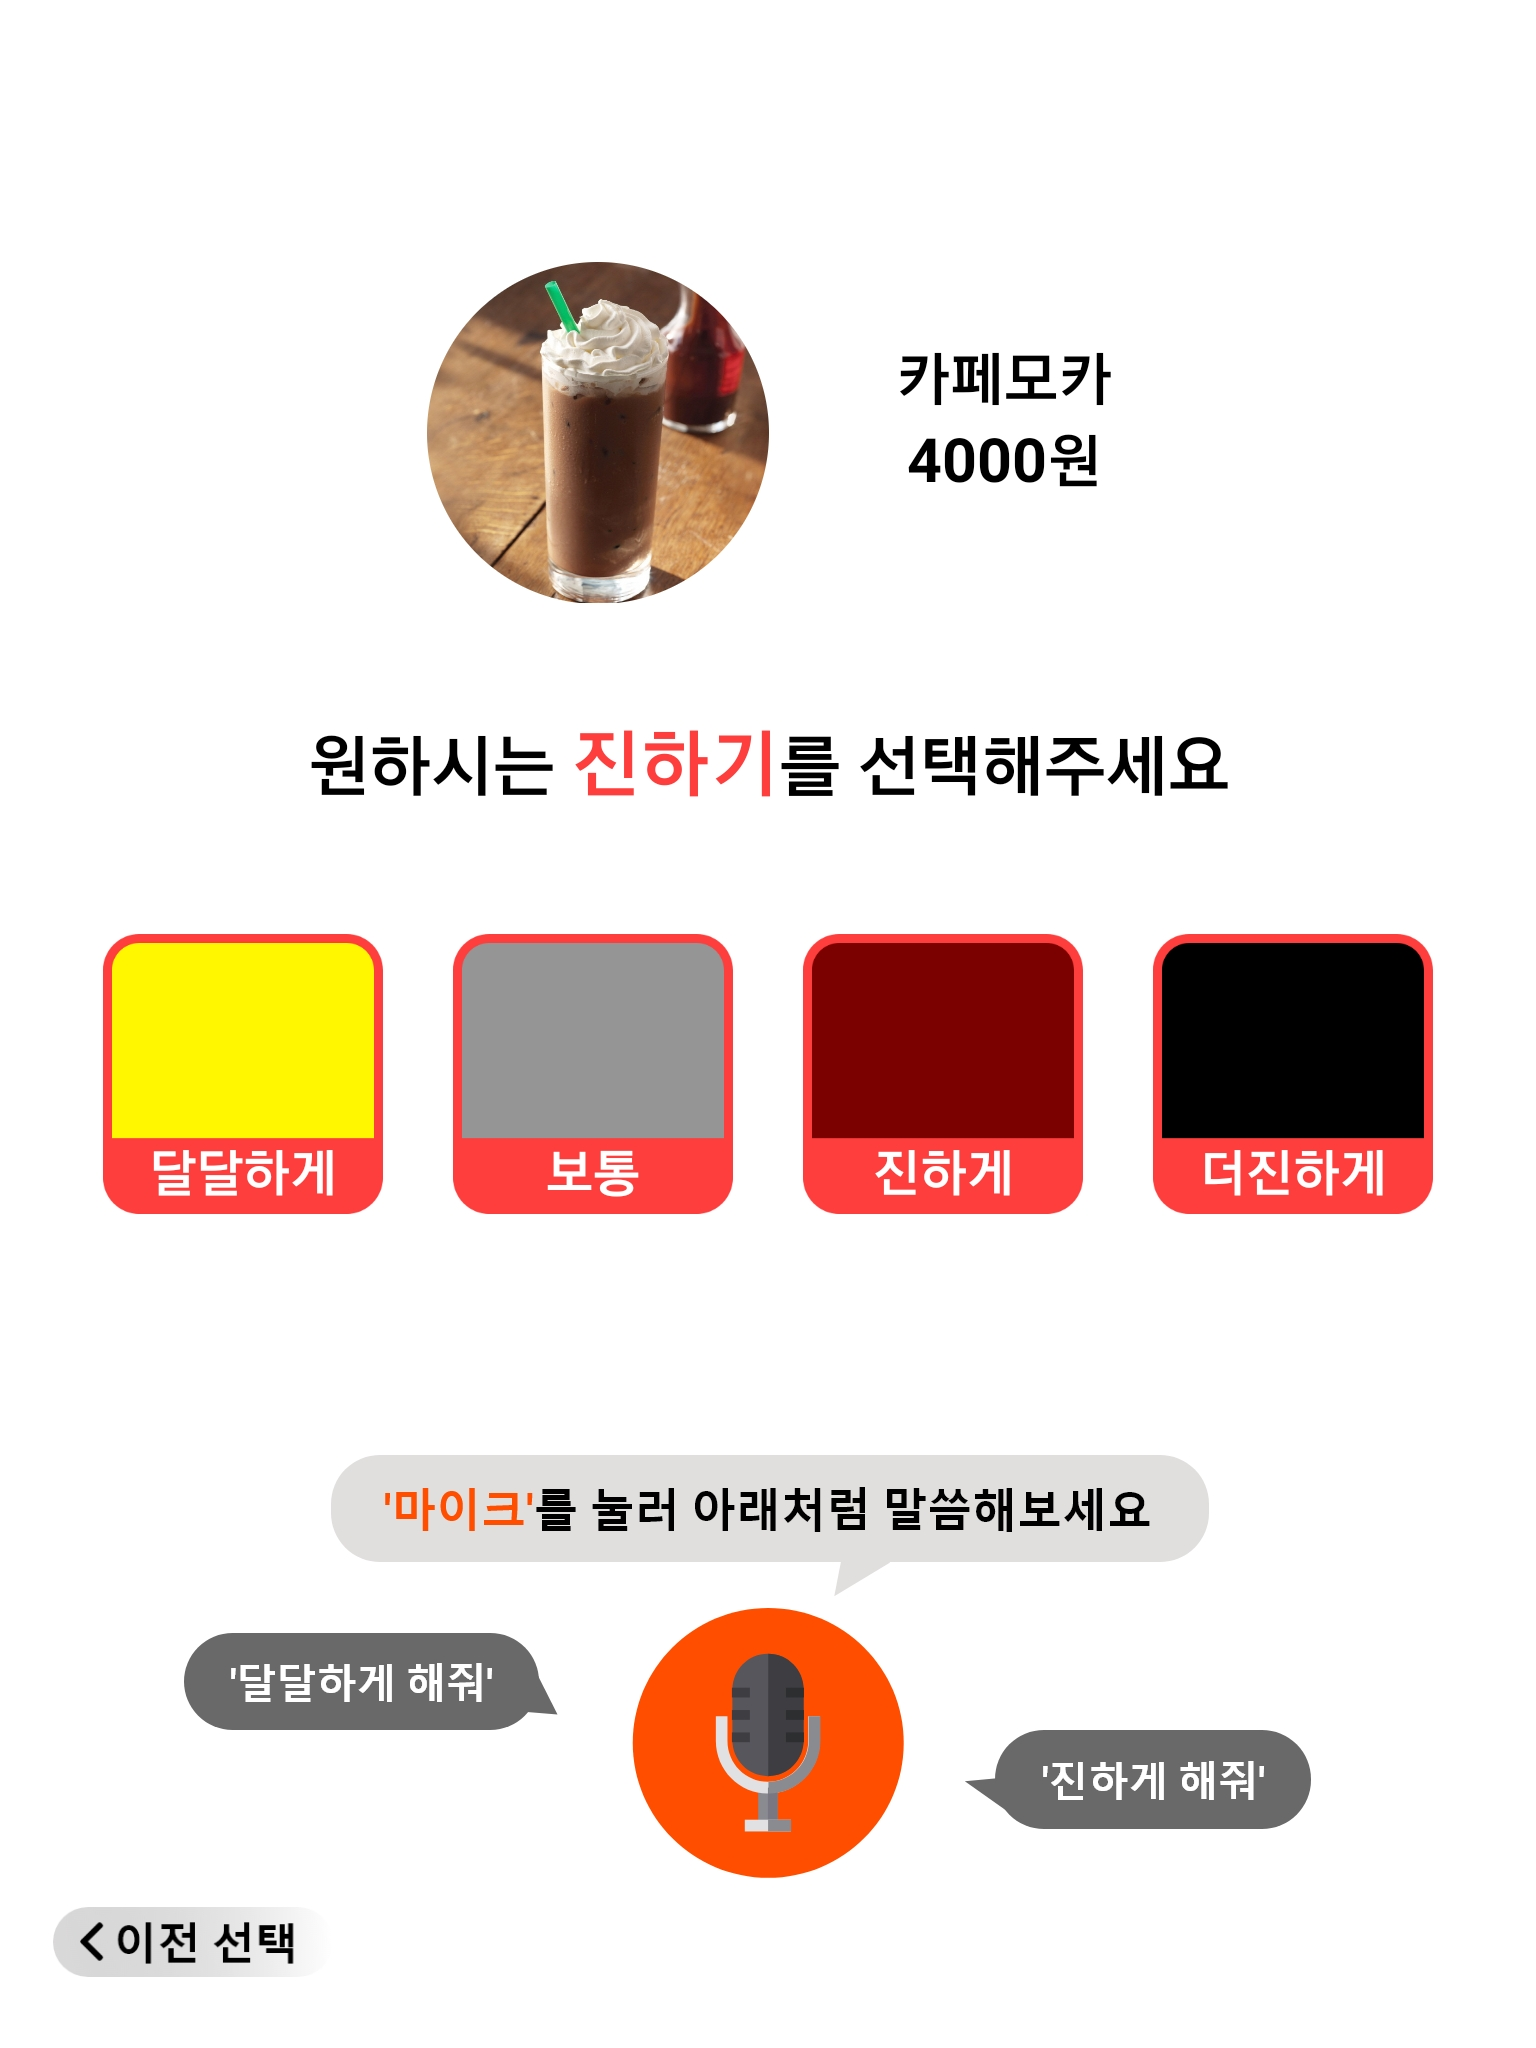 카페모카
4000원
원하시는 진하기를 선택해주세요
달달하게
보통
진하게
더진하게
'마이크'를 눌러 아래처럼 말씀해보세요
'달달하게 해줘'
'진하게 해줘'
이전 선택